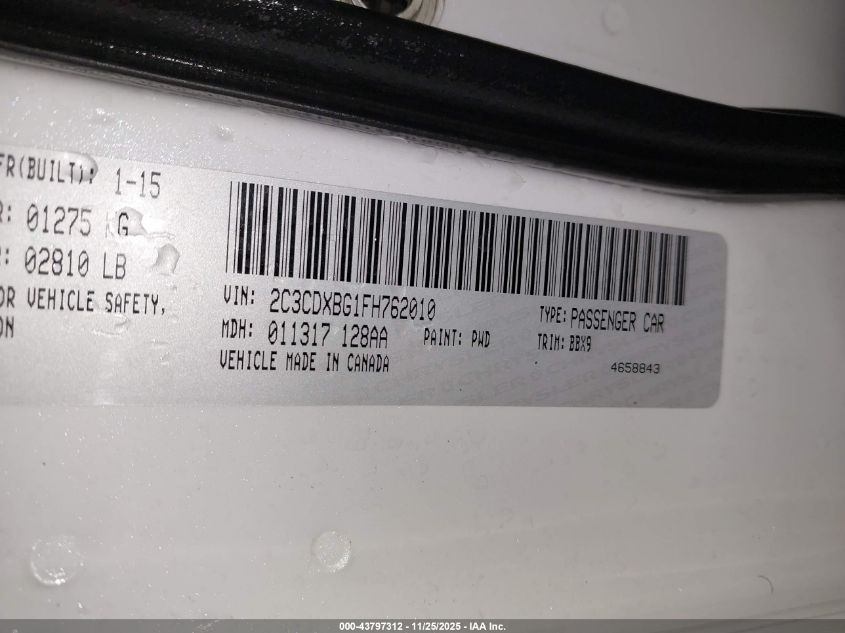 FR(BUILT): 1-15
R: 01275 G
R: 02810 LB
OR VEHICLE SAFETY,
ON
VIN: 2C3CDXBG1FH762010
TYPE: PASSENGER CAR
MDH: 011317 128AA
PAINT: PWD
TRIM: BBX9
VEHICLE MADE IN CANADA
4658843
000-43797312 - 11/25/2025 - IAA Inc.